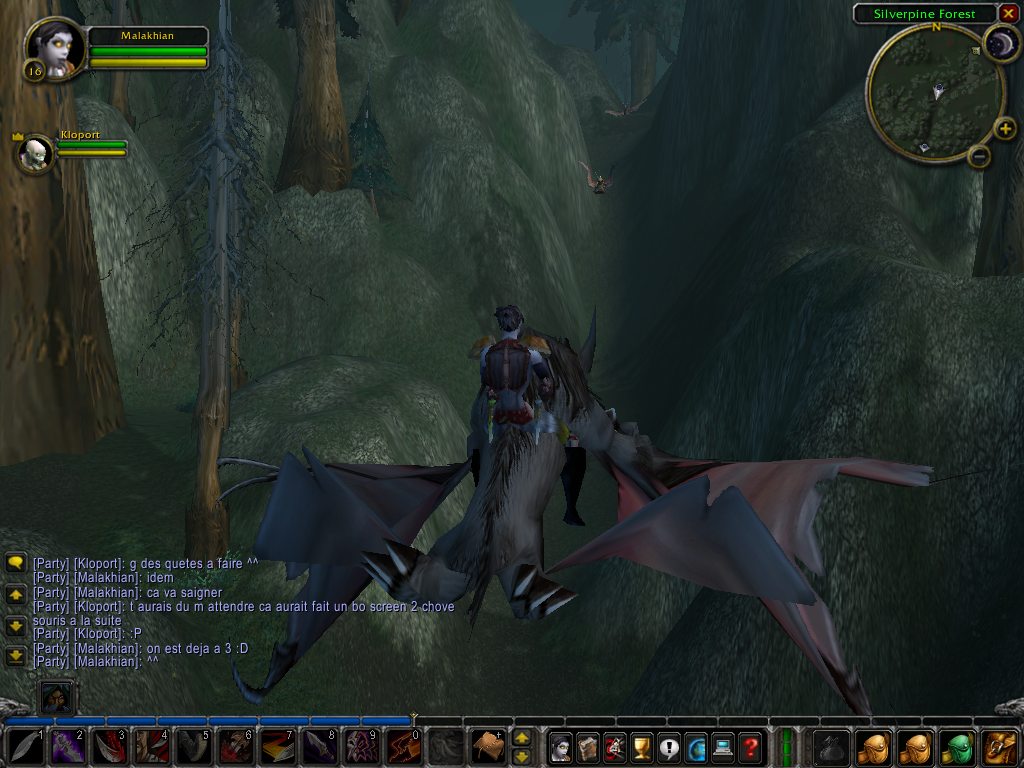 Silverpine Forest
N
Malakhian
16
Kloport
[Party] [Kloport]: g des quetes a faire ^^
[Party] [Malakhian]: idem
[Party] [Malakhian]: ca va saigner
[Party] [Kloport]: t aurais du m attendre ca aurait fait un bo screen 2 chove
souris a la suite
[Party] [Kloport]: :P
[Party] [Malakhian]: on est deja a 3 :D
[Party] [Malakhian]: ^^
1 2 3 4 5 6 7 8 9 0 +